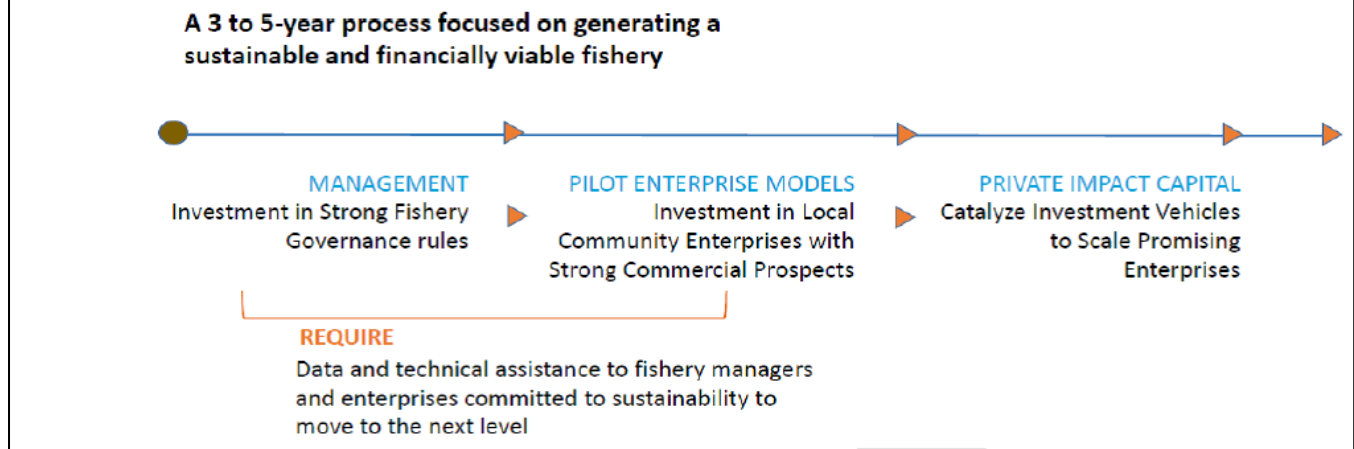 A 3 to 5-year process focused on generating a
sustainable and financially viable fishery
MANAGEMENT
Investment in Strong Fishery
Governance rules
PILOT ENTERPRISE MODELS
Investment in Local
Community Enterprises with
Strong Commercial Prospects
PRIVATE IMPACT CAPITAL
Catalyze Investment Vehicles
to Scale Promising
Enterprises
REQUIRE
Data and technical assistance to fishery managers
and enterprises committed to sustainability to
move to the next level